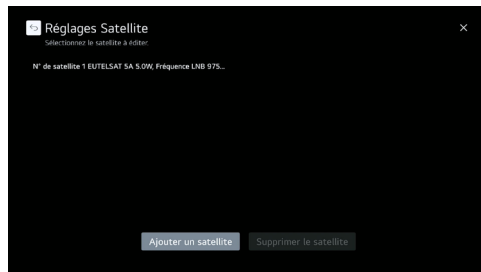 Réglages Satellite
Sélectionnez le satellite à éditer.
N° de satellite 1 EUTELSAT 5A 5.0W, Fréquence LNB 975...
Ajouter un satellite
Supprimer le satellite